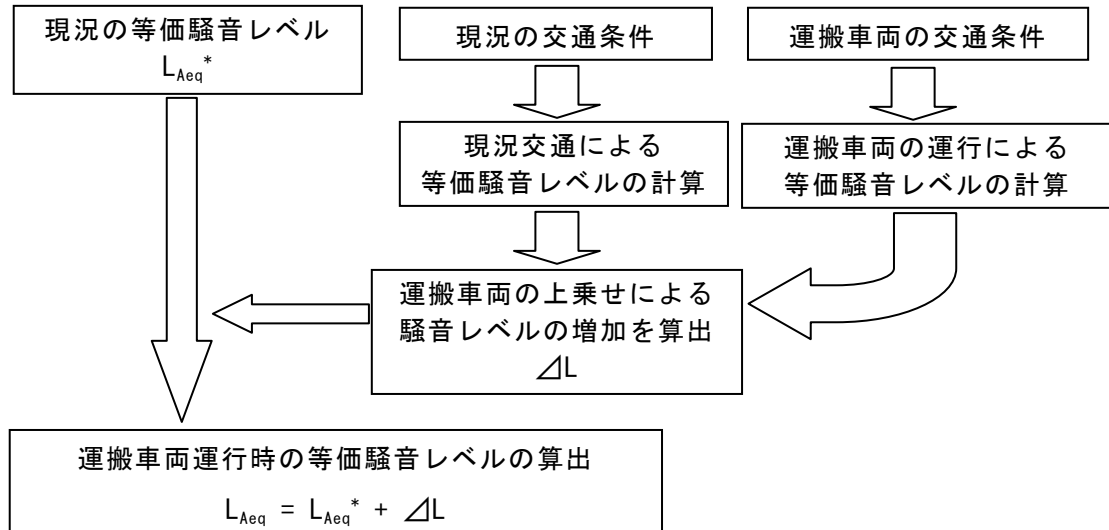 現況の等価騒音レベル
L_Aeq*
現況の交通条件
運搬車両の交通条件
現況交通による
等価騒音レベルの計算
運搬車両の運行による
等価騒音レベルの計算
運搬車両の上乗せによる
騒音レベルの増加を算出
⊿L
運搬車両運行時の等価騒音レベルの算出
L_Aeq = L_Aeq* + ⊿L